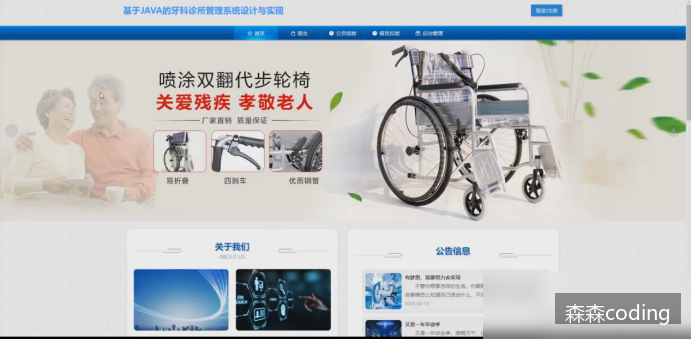 基于JAVA的牙科诊所管理系统设计与实现
登录/注册
首页 医生 公告信息 留言反馈 后台管理
喷涂双翻代步轮椅
关爱残疾 孝敬老人
厂家直销 质量保证
易折叠 四刹车 优质钢管
关于我们
ABOUT US
公告信息
有梦想，就要努力去实现
又是一年毕业季
森森coding